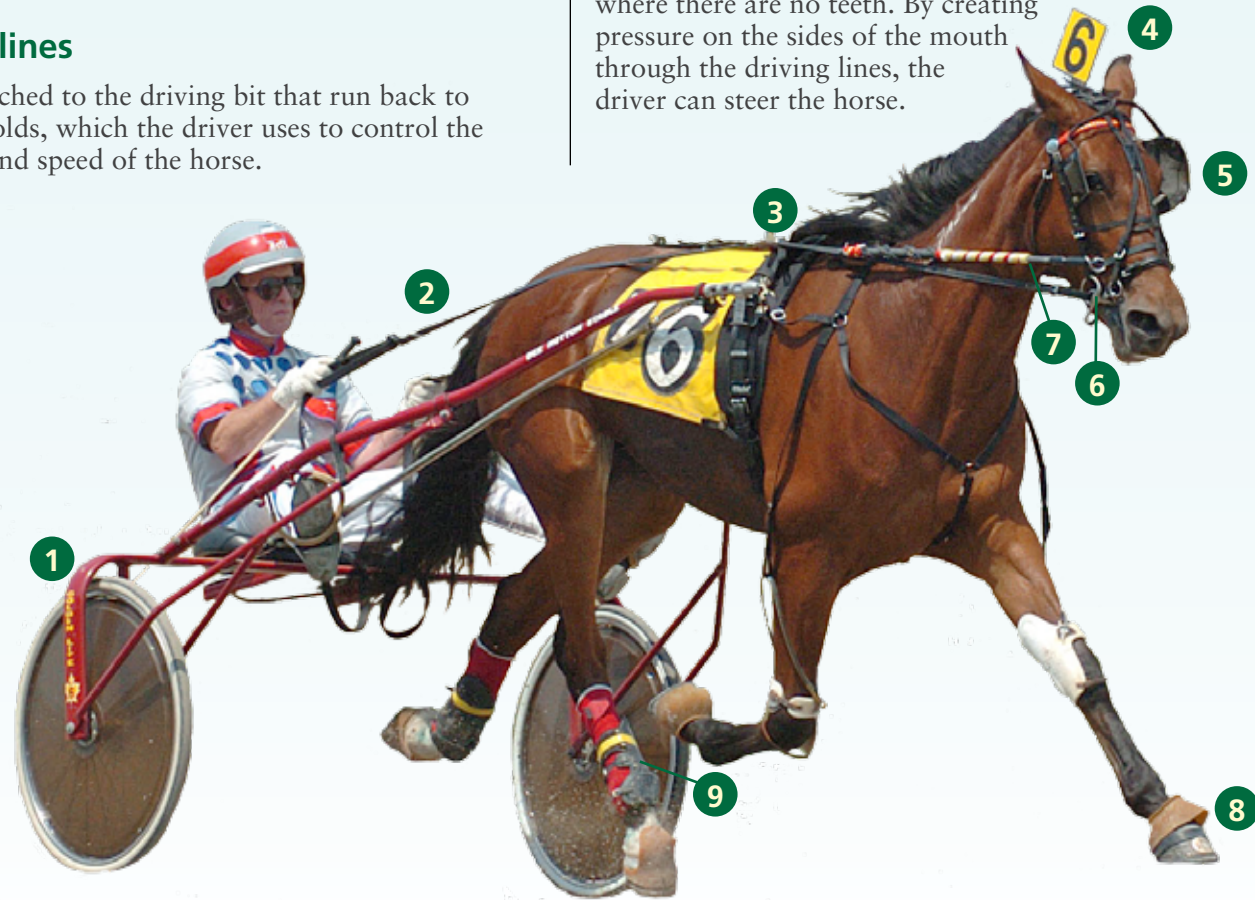 lines
ched to the driving bit that run back to
olds, which the driver uses to control the
nd speed of the horse.
where there are no teeth. By creating
pressure on the sides of the mouth
through the driving lines, the
driver can steer the horse.
6
4
5
3
2
7
6
6
1
GOLDEN LITE
9
8